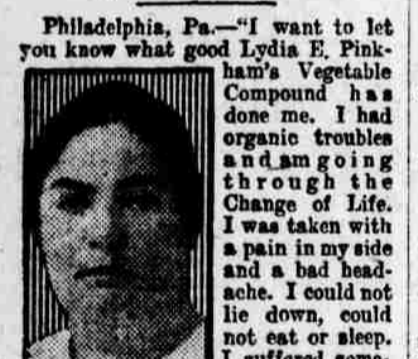 Philadelphia, Pa.—"I want to let
you know what good Lydia E. Pink-
ham's Vegetable
Compound has
done me. I had
organic troubles
and am going
through the
Change of Life.
I was taken with
a pain in my side
and a bad head-
ache. I could not
lie down, could
not eat or sleep.
I suffered some-